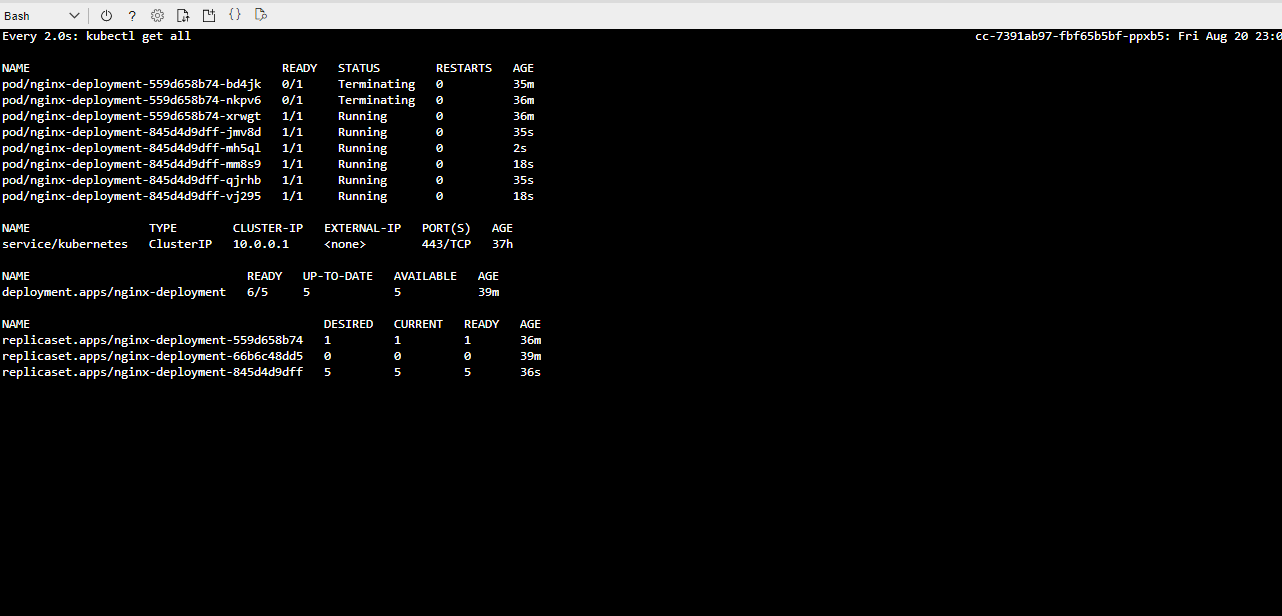 Bash
Every 2.0s: kubectl get all cc-7391ab97-fbf65b5bf-ppxb5: Fri Aug 20 23:0
NAME READY STATUS RESTARTS AGE
pod/nginx-deployment-559d658b74-bd4jk 0/1 Terminating 0 35m
pod/nginx-deployment-559d658b74-nkpv6 0/1 Terminating 0 36m
pod/nginx-deployment-559d658b74-xrwgt 1/1 Running 0 36m
pod/nginx-deployment-845d4d9dff-jmv8d 1/1 Running 0 35s
pod/nginx-deployment-845d4d9dff-mh5ql 1/1 Running 0 2s
pod/nginx-deployment-845d4d9dff-mm8s9 1/1 Running 0 18s
pod/nginx-deployment-845d4d9dff-qjrhb 1/1 Running 0 35s
pod/nginx-deployment-845d4d9dff-vj295 1/1 Running 0 18s
NAME TYPE CLUSTER-IP EXTERNAL-IP PORT(S) AGE
service/kubernetes ClusterIP 10.0.0.1 <none> 443/TCP 37h
NAME READY UP-TO-DATE AVAILABLE AGE
deployment.apps/nginx-deployment 6/5 5 5 39m
NAME DESIRED CURRENT READY AGE
replicaset.apps/nginx-deployment-559d658b74 1 1 1 36m
replicaset.apps/nginx-deployment-66b6c48dd5 0 0 0 39m
replicaset.apps/nginx-deployment-845d4d9dff 5 5 5 36s